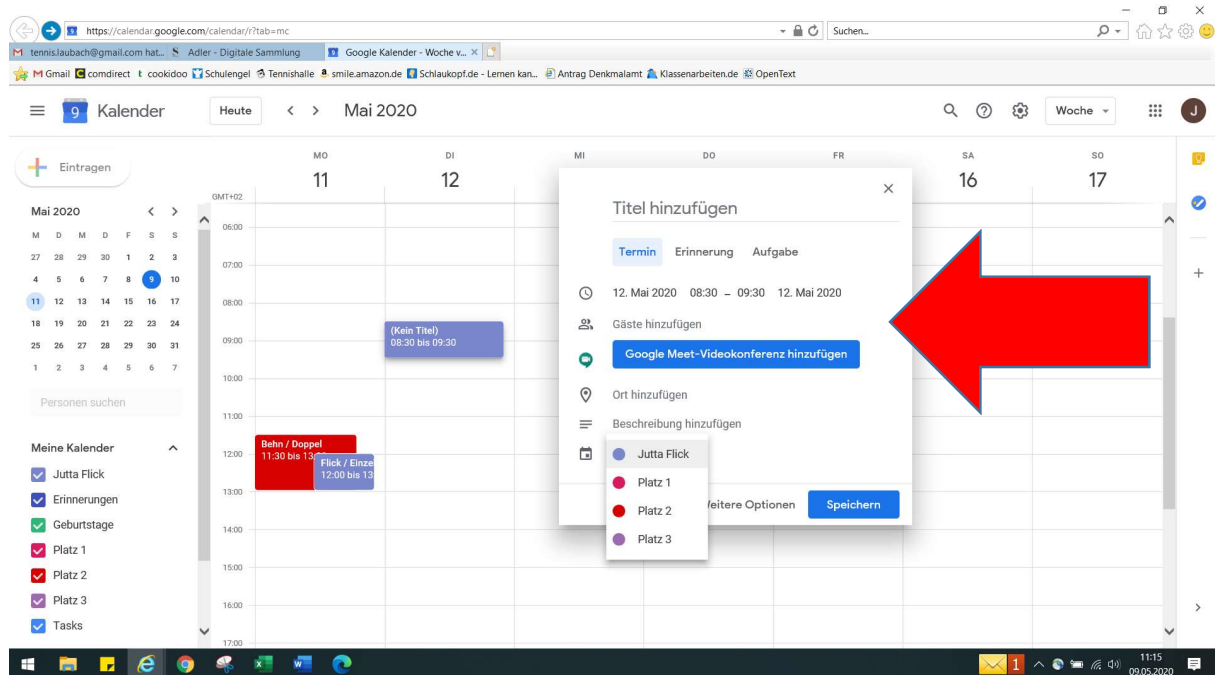 https://calendar.google.com/calendar/r?tab=mc
Suchen...
tennis.laubach@gmail.com hat...
Adler - Digitale Sammlung
Google Kalender - Woche v...
Gmail
comdirect
cookidoo
Schulengel
Tennishalle
smile.amazon.de
Schlaukopf.de - Lernen kan...
Antrag Denkmalamt
Klassenarbeiten.de
OpenText
9 Kalender
Heute
Mai 2020
Woche
J
Eintragen
Mai 2020
M D M D F S S
27 28 29 30 1 2 3
4 5 6 7 8 9 10
11 12 13 14 15 16 17
18 19 20 21 22 23 24
25 26 27 28 29 30 31
1 2 3 4 5 6 7
Personen suchen
Meine Kalender
Jutta Flick
Erinnerungen
Geburtstage
Platz 1
Platz 2
Platz 3
Tasks
MO DI MI DO FR SA SO
11 12 16 17
GMT+02
06:00
07:00
08:00
09:00
10:00
11:00
12:00
13:00
14:00
15:00
16:00
17:00
(Kein Titel)
08:30 bis 09:30
Behn / Doppel
11:30 bis 13
Flick / Einze
12:00 bis 13
Titel hinzufügen
Termin Erinnerung Aufgabe
12. Mai 2020 08:30 – 09:30 12. Mai 2020
Gäste hinzufügen
Google Meet-Videokonferenz hinzufügen
Ort hinzufügen
Beschreibung hinzufügen
Jutta Flick
Platz 1
Platz 2
Platz 3
eitere Optionen
Speichern
1
11:15
09.05.2020